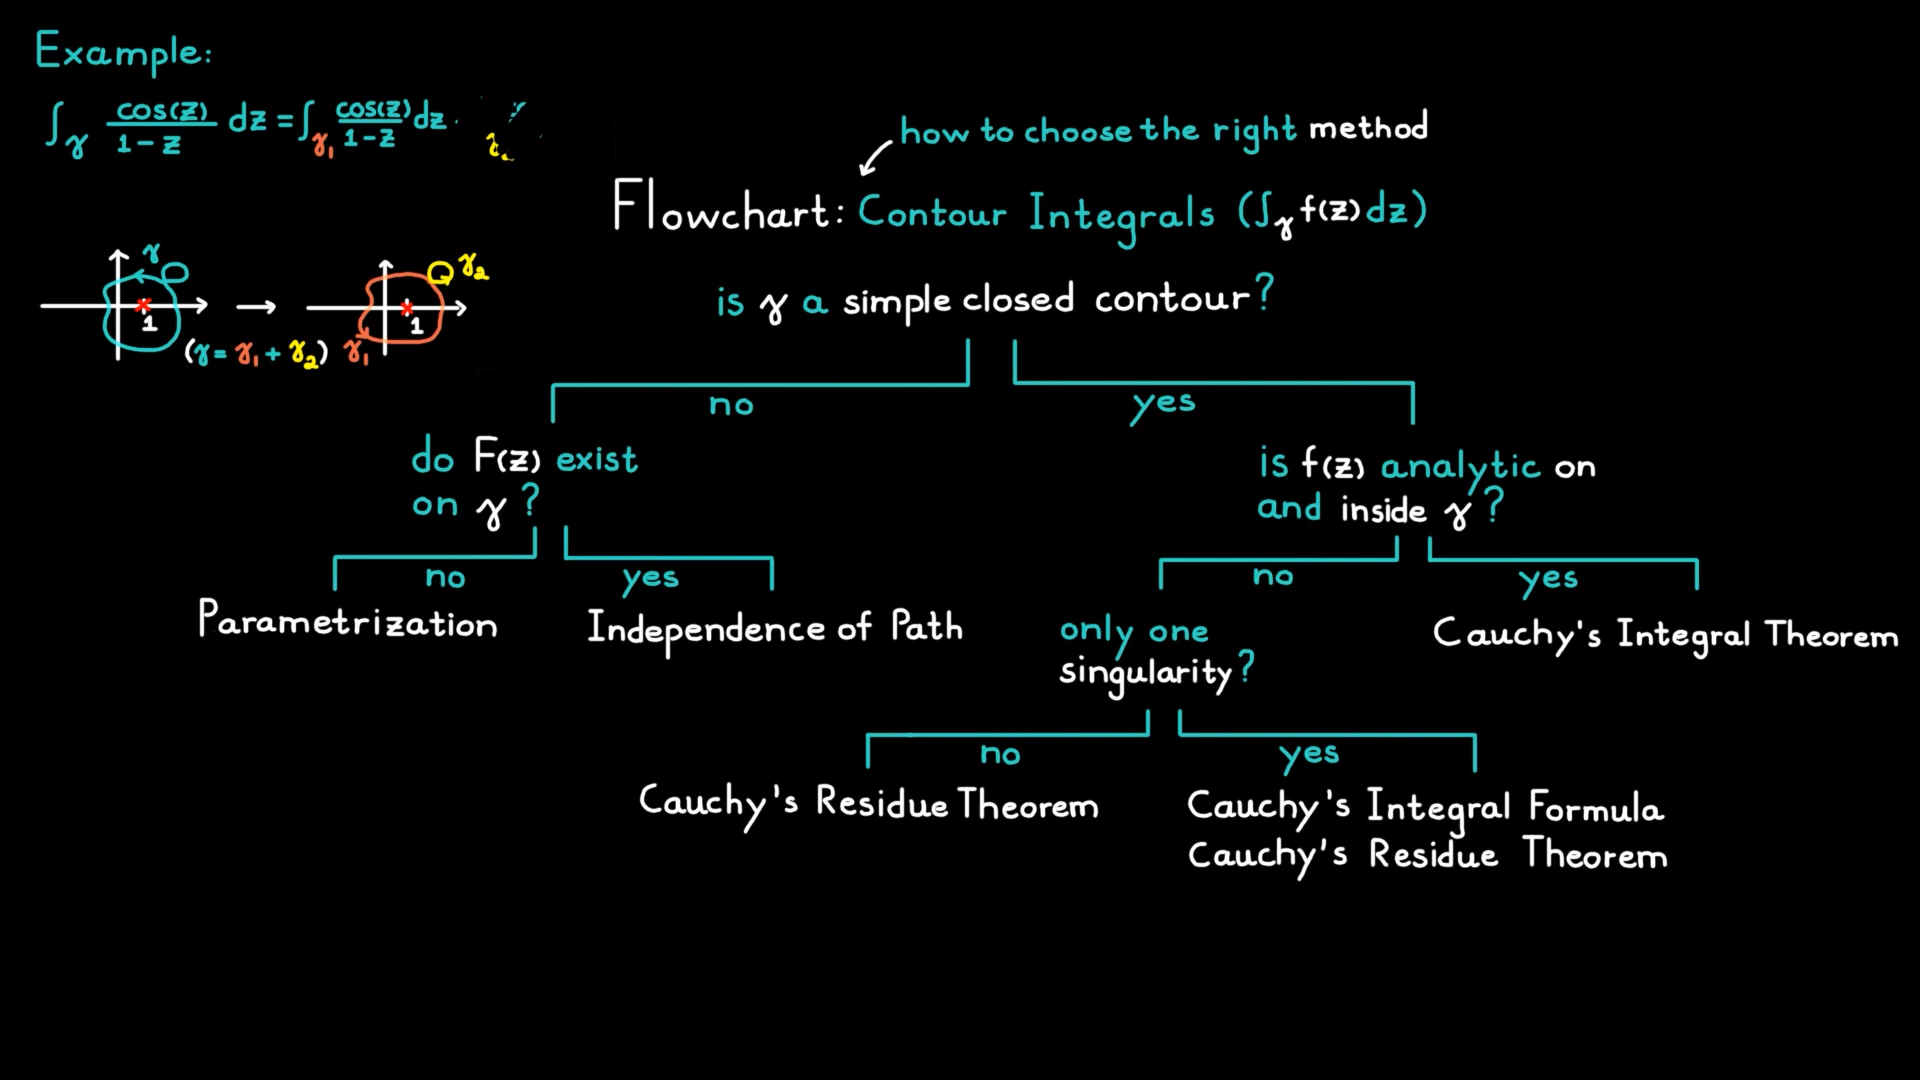 Example:
∫γ cos(z)/(1-z) dz = ∫γ₁ cos(z)/(1-z) dz
how to choose the right method
Flowchart: Contour Integrals (∫γ f(z) dz)
is γ a simple closed contour?
γ
1
(γ = γ₁ + γ₂)
γ₂
1
γ₁
no
yes
do F(z) exist
on γ ?
is f(z) analytic on
and inside γ ?
no
yes
no
yes
Parametrization
Independence of Path
only one
singularity?
Cauchy's Integral Theorem
no
yes
Cauchy's Residue Theorem
Cauchy's Integral Formula
Cauchy's Residue Theorem